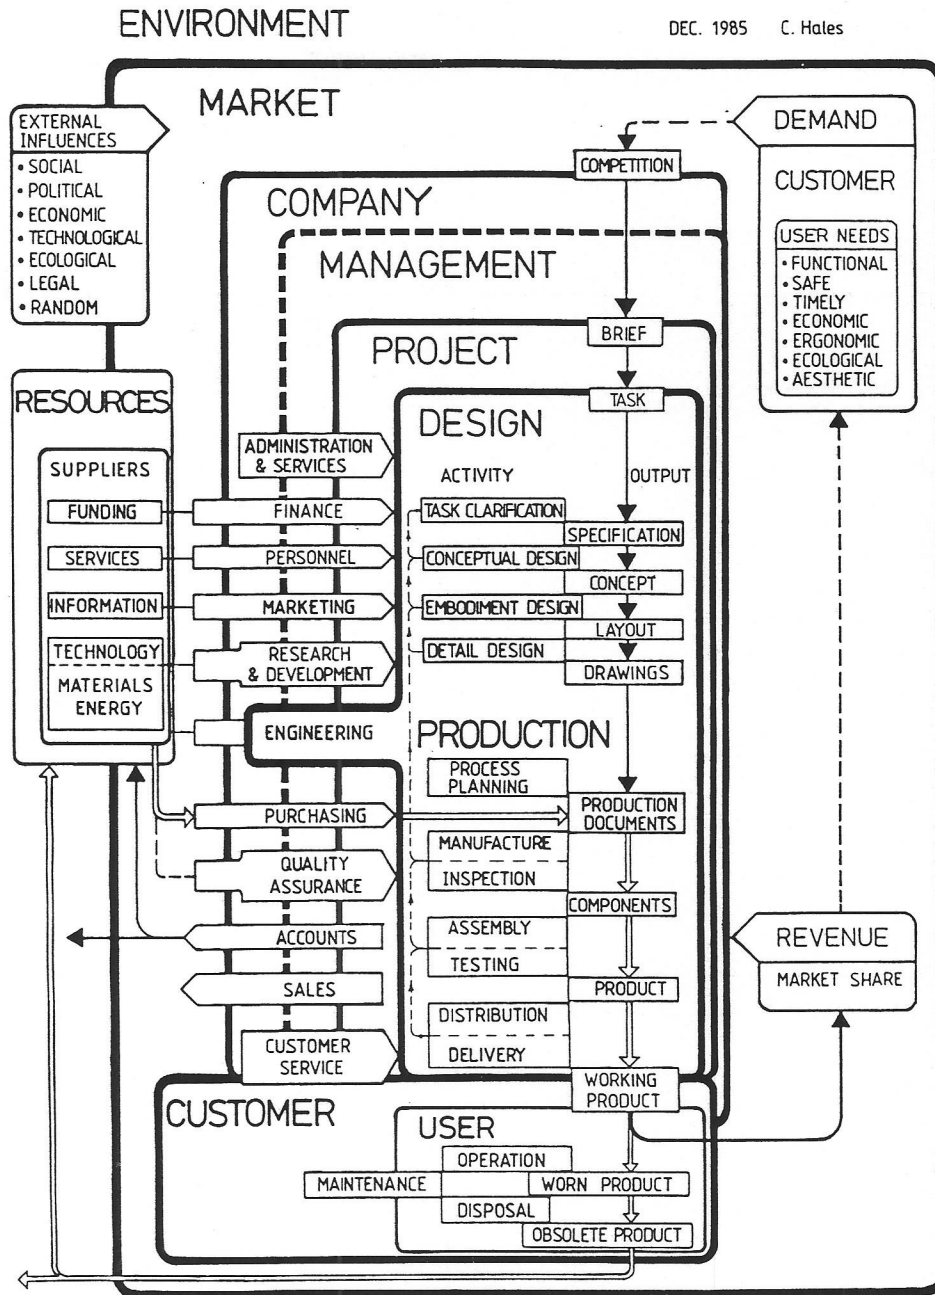 ENVIRONMENT
DEC. 1985 C. Hales
MARKET
EXTERNAL
INFLUENCES
• SOCIAL
• POLITICAL
• ECONOMIC
• TECHNOLOGICAL
• ECOLOGICAL
• LEGAL
• RANDOM
DEMAND
CUSTOMER
USER NEEDS
• FUNCTIONAL
• SAFE
• TIMELY
• ECONOMIC
• ERGONOMIC
• ECOLOGICAL
• AESTHETIC
COMPETITION
COMPANY
MANAGEMENT
BRIEF
PROJECT
TASK
DESIGN
RESOURCES
SUPPLIERS
FUNDING
SERVICES
INFORMATION
TECHNOLOGY
MATERIALS
ENERGY
ADMINISTRATION
& SERVICES
FINANCE
PERSONNEL
MARKETING
RESEARCH
& DEVELOPMENT
ENGINEERING
PURCHASING
QUALITY
ASSURANCE
ACCOUNTS
SALES
CUSTOMER
SERVICE
ACTIVITY
OUTPUT
TASK CLARIFICATION
SPECIFICATION
CONCEPTUAL DESIGN
CONCEPT
EMBODIMENT DESIGN
LAYOUT
DETAIL DESIGN
DRAWINGS
PRODUCTION
PROCESS
PLANNING
PRODUCTION
DOCUMENTS
MANUFACTURE
INSPECTION
COMPONENTS
ASSEMBLY
TESTING
PRODUCT
DISTRIBUTION
DELIVERY
WORKING
PRODUCT
REVENUE
MARKET SHARE
CUSTOMER
USER
OPERATION
MAINTENANCE
WORN PRODUCT
DISPOSAL
OBSOLETE PRODUCT